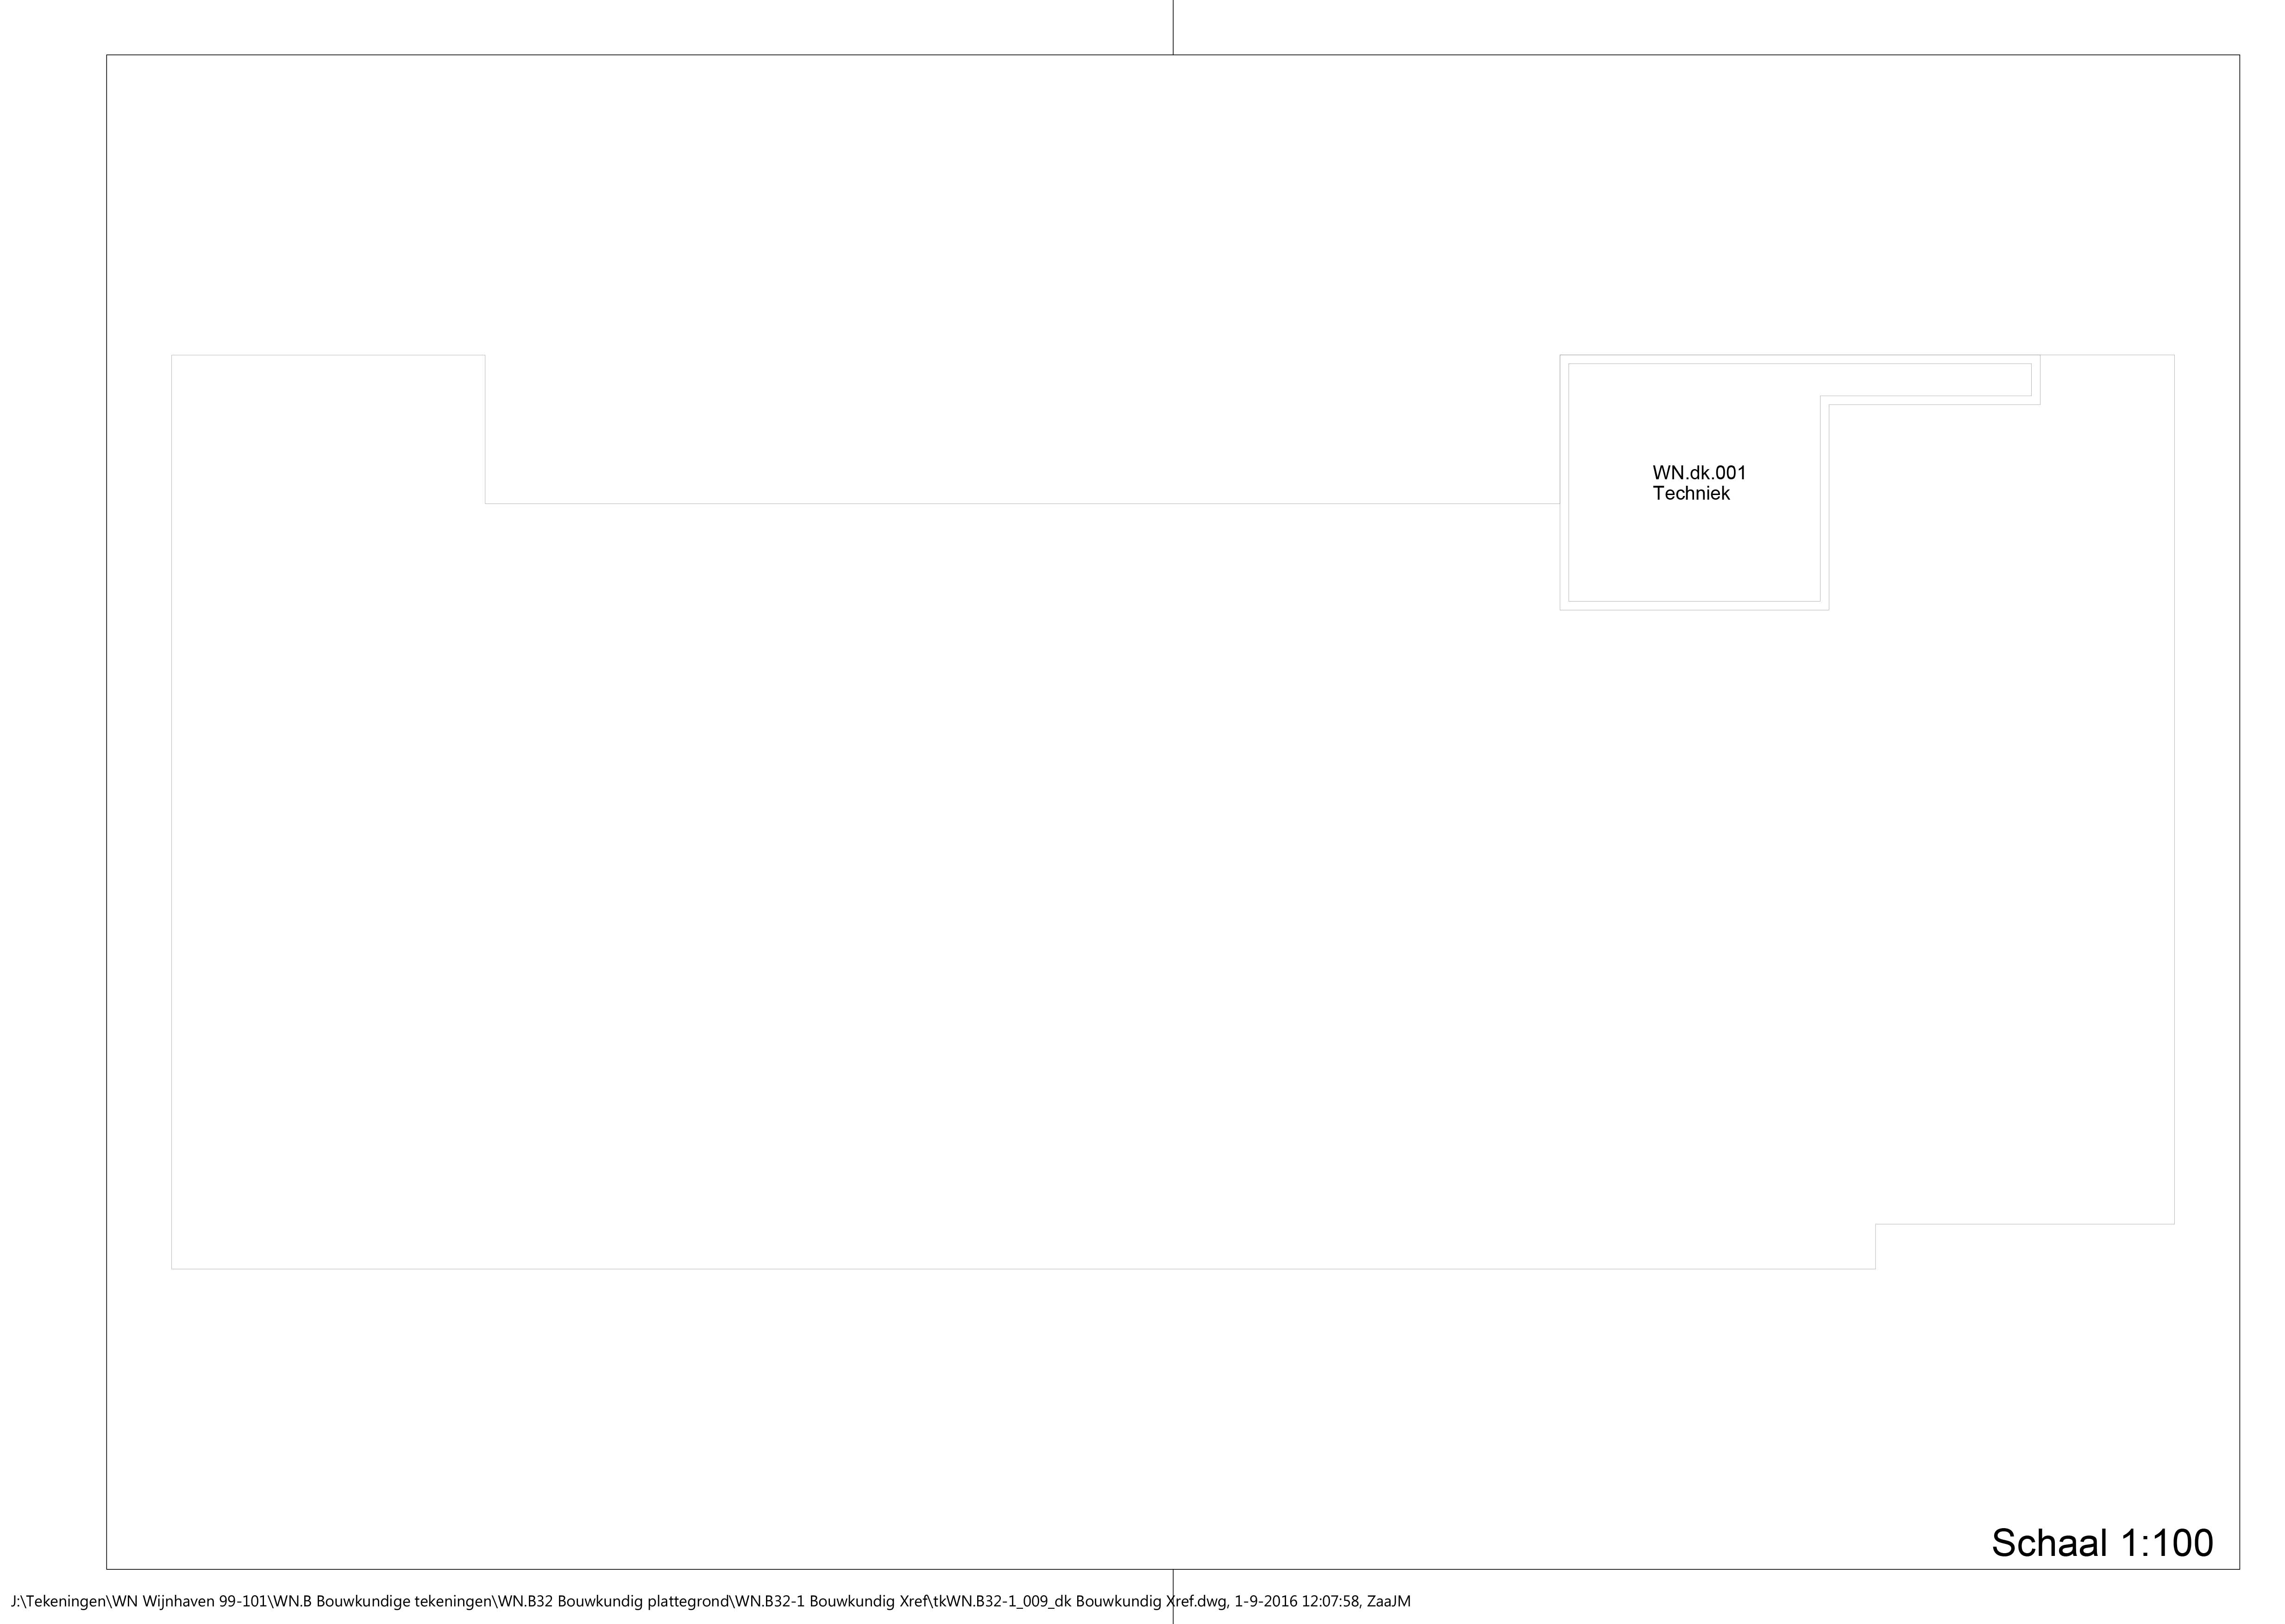 WN.dk.001
Techniek
Schaal 1:100
J:\Tekeningen\WN Wijnhaven 99-101\WN.B Bouwkundige tekeningen\WN.B32 Bouwkundig plattegrond\WN.B32-1 Bouwkundig Xref\tkWN.B32-1_009_dk Bouwkundig Xref.dwg, 1-9-2016 12:07:58, ZaaJM